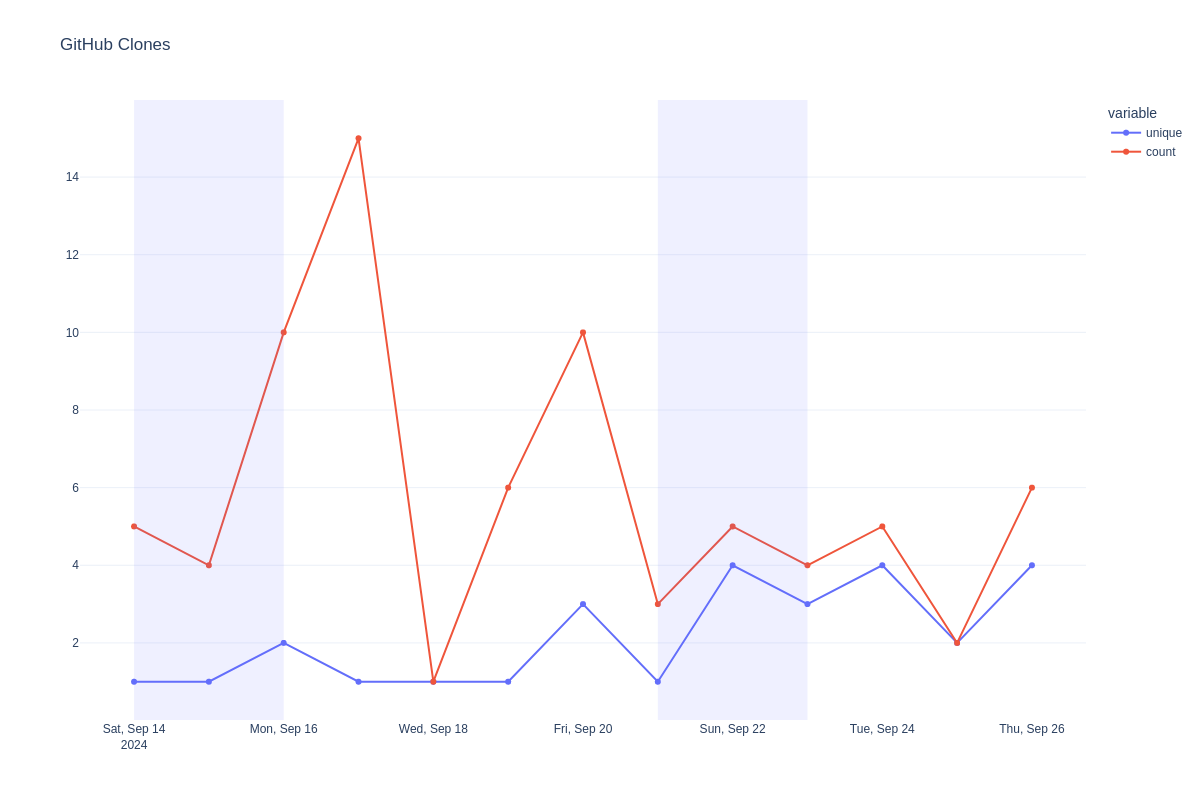 GitHub Clones
variable
unique
count
14
12
10
8
6
4
2
Sat, Sep 14
2024
Mon, Sep 16
Wed, Sep 18
Fri, Sep 20
Sun, Sep 22
Tue, Sep 24
Thu, Sep 26